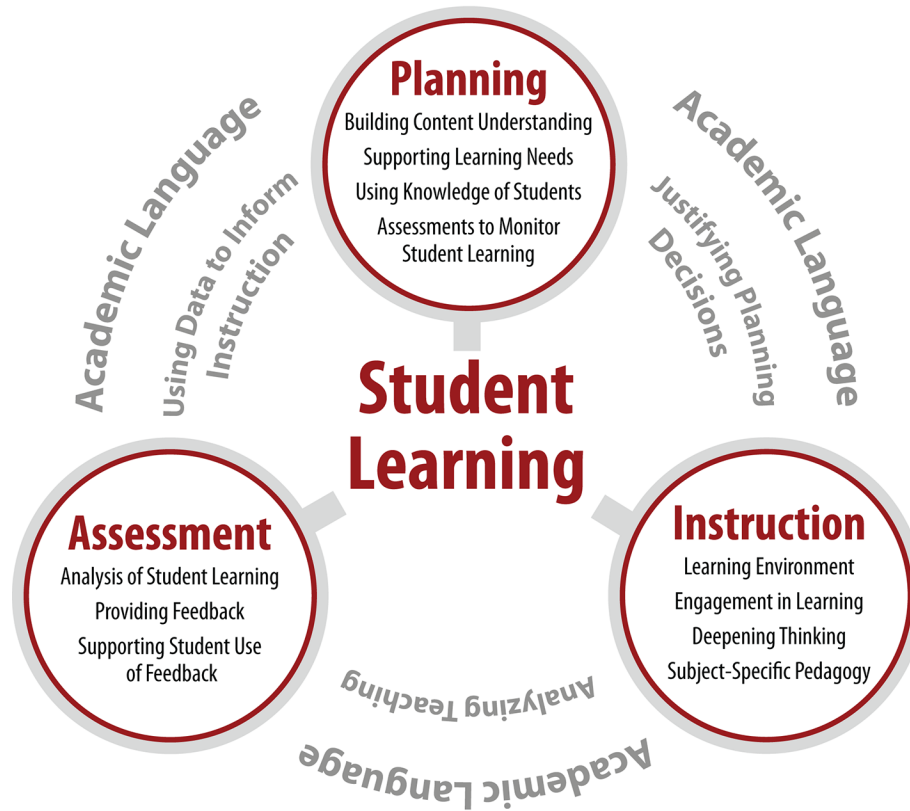 Planning
Building Content Understanding
Supporting Learning Needs
Using Knowledge of Students
Assessments to Monitor
Student Learning
Academic Language
Using Data to Inform
Instruction
Academic Language
Justifying Planning
Decisions
Student
Learning
Assessment
Analysis of Student Learning
Providing Feedback
Supporting Student Use
of Feedback
Instruction
Learning Environment
Engagement in Learning
Deepening Thinking
Subject-Specific Pedagogy
Analyzing Teaching
Academic Language